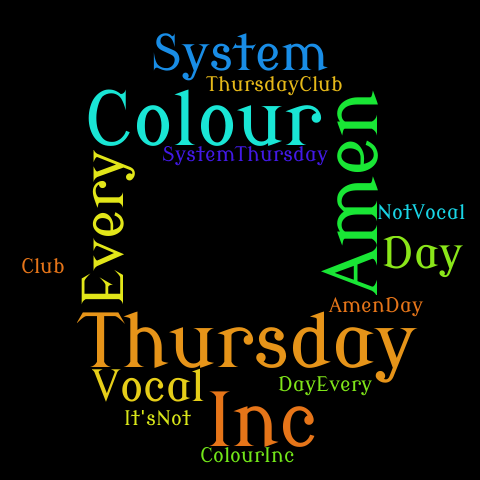 System
ThursdayClub
Colour
Amen
SystemThursday
Every
NotVocal
Day
Club
AmenDay
Thursday
Vocal
DayEvery
Inc
It'sNot
ColourInc